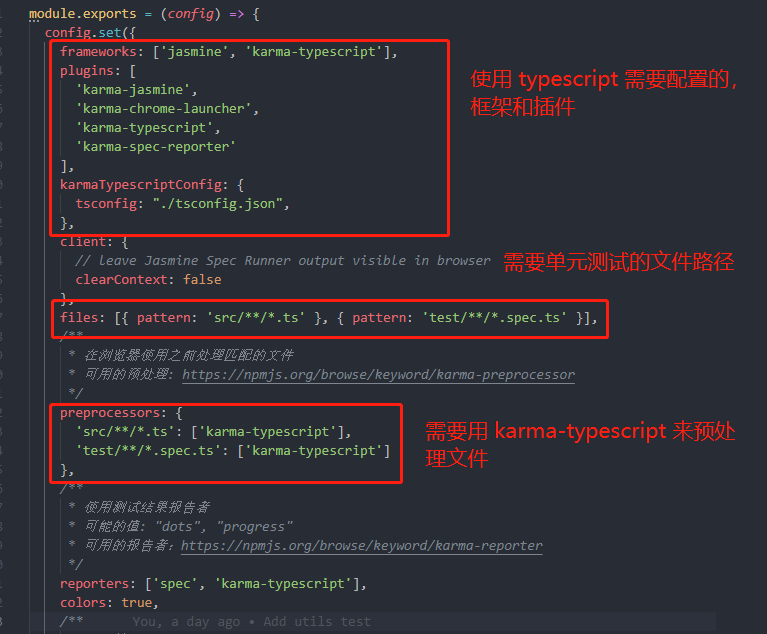 module.exports = (config) => {
config.set({
frameworks: ['jasmine', 'karma-typescript'],
plugins: [
'karma-jasmine',
'karma-chrome-launcher',
'karma-typescript',
'karma-spec-reporter'
],
karmaTypescriptConfig: {
tsconfig: "./tsconfig.json",
},
使用 typescript 需要配置的，
框架和插件
client: {
// leave Jasmine Spec Runner output visible in browser
clearContext: false
},
需要单元测试的文件路径
files: [{ pattern: 'src/**/*.ts' }, { pattern: 'test/**/*.spec.ts' }],
/**
* 在浏览器使用之前处理匹配的文件
* 可用的预处理: https://npmjs.org/browse/keyword/karma-preprocessor
*/
preprocessors: {
'src/**/*.ts': ['karma-typescript'],
'test/**/*.spec.ts': ['karma-typescript']
},
需要用 karma-typescript 来预处
理文件
/**
* 使用测试结果报告者
* 可能的值: "dots", "progress"
* 可用的报告者：https://npmjs.org/browse/keyword/karma-reporter
*/
reporters: ['spec', 'karma-typescript'],
colors: true,
/** You, a day ago • Add utils test